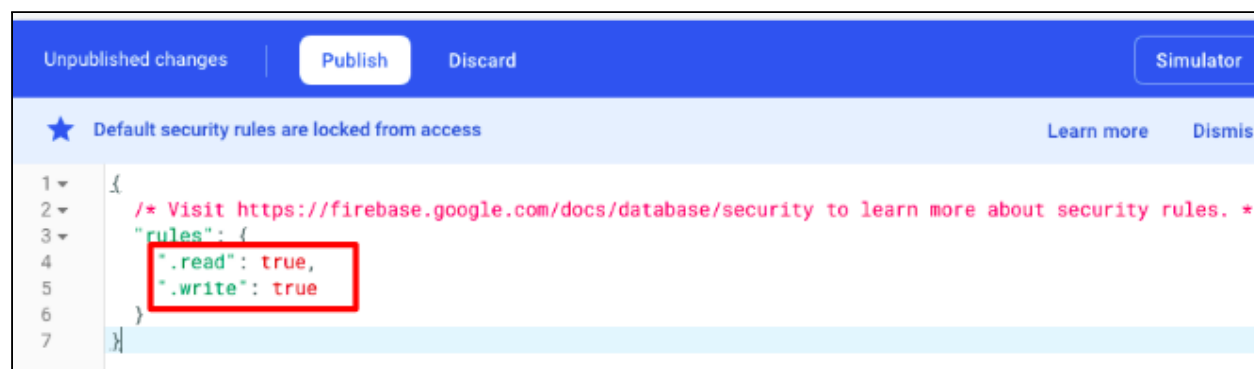 Unpublished changes Publish Discard Simulator
Default security rules are locked from access Learn more Dismis
1 {
2 /* Visit https://firebase.google.com/docs/database/security to learn more about security rules. *
3 "rules": {
4 ".read": true,
5 ".write": true
6 }
7 }